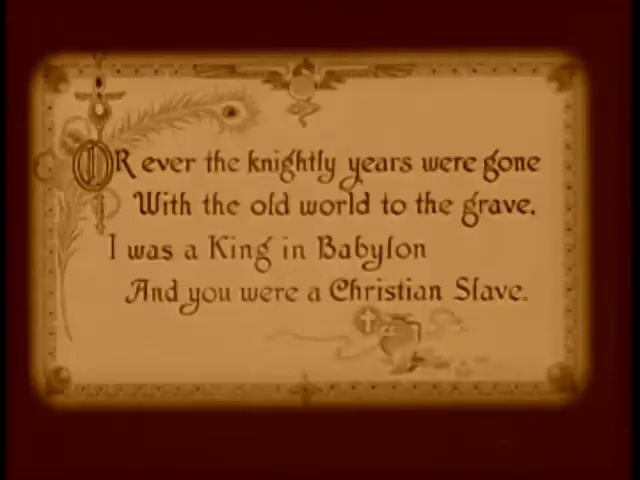 OR ever the knightly years were gone
With the old world to the grave,
I was a King in Babylon
And you were a Christian Slave.